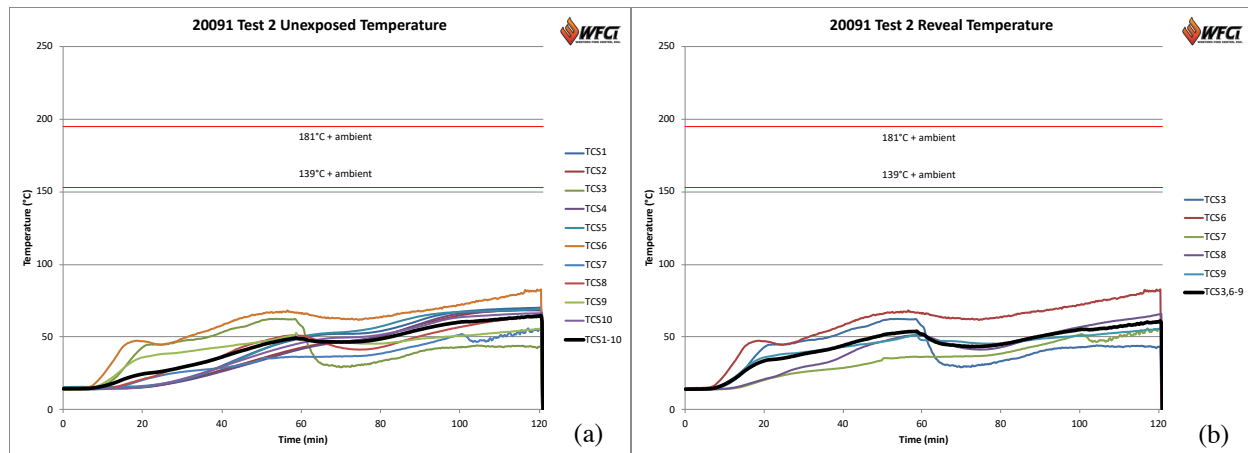 20091 Test 2 Unexposed Temperature
WFCi
250
200
150
100
50
0
Temperature (°C)
181°C + ambient
139°C + ambient
TCS1
TCS2
TCS3
TCS4
TCS5
TCS6
TCS7
TCS8
TCS9
TCS10
TCS1-10
0 20 40 60 80 100 120
Time (min)
(a)
20091 Test 2 Reveal Temperature
WFCi
250
200
150
100
50
0
Temperature (°C)
181°C + ambient
139°C + ambient
TCS3
TCS6
TCS7
TCS8
TCS9
TCS3,6-9
0 20 40 60 80 100 120
Time (min)
(b)